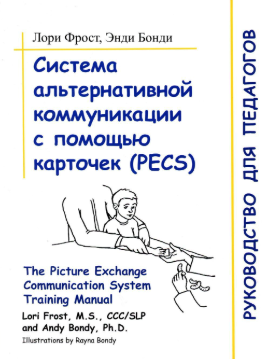 Лори Фрост, Энди Бонди
Система
альтернативной
коммуникации
с помощью
карточек (PECS)
РУКОВОДСТВО ДЛЯ ПЕДАГОГОВ
The Picture Exchange
Communication System
Training Manual
Lori Frost, M.S., CCC/SLP
and Andy Bondy, Ph.D.
Illustrations by Rayna Bondy